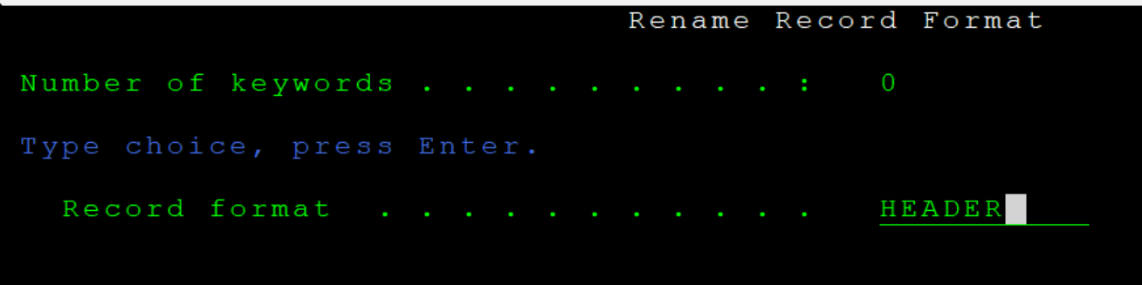 Rename Record Format
Number of keywords . . . . . . . . . :   0
Type choice, press Enter.
Record format  . . . . . . . . . . .   HEADER